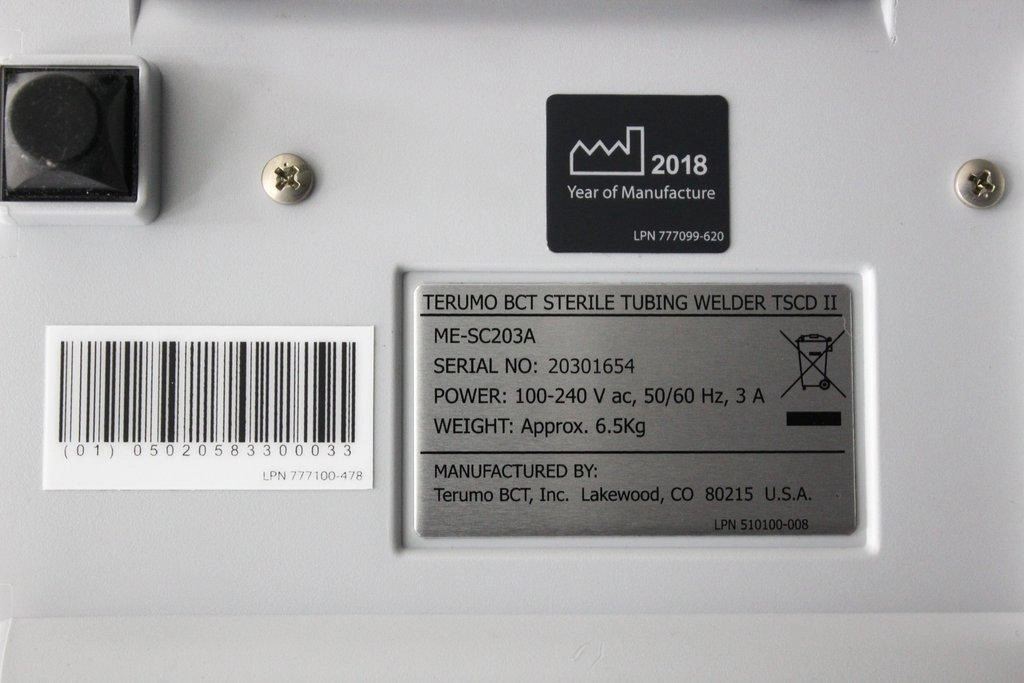 2018
Year of Manufacture
LPN 777099-620
TERUMO BCT STERILE TUBING WELDER TSCD II
ME-SC203A
SERIAL NO: 20301654
POWER: 100-240 V ac, 50/60 Hz, 3 A
WEIGHT: Approx. 6.5Kg
MANUFACTURED BY:
Terumo BCT, Inc. Lakewood, CO 80215 U.S.A.
LPN 510100-008
(01) 05020583300033
LPN 777100-478